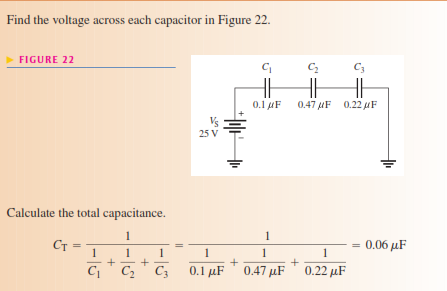 Find the voltage across each capacitor in Figure 22.
▶ FIGURE 22
C₁ C₂ C₃
0.1 μF 0.47 μF 0.22 μF
+
V_S
25 V
−
Calculate the total capacitance.
C_T = 1 / (1/C₁ + 1/C₂ + 1/C₃) = 1 / (1/0.1 μF + 1/0.47 μF + 1/0.22 μF) = 0.06 μF